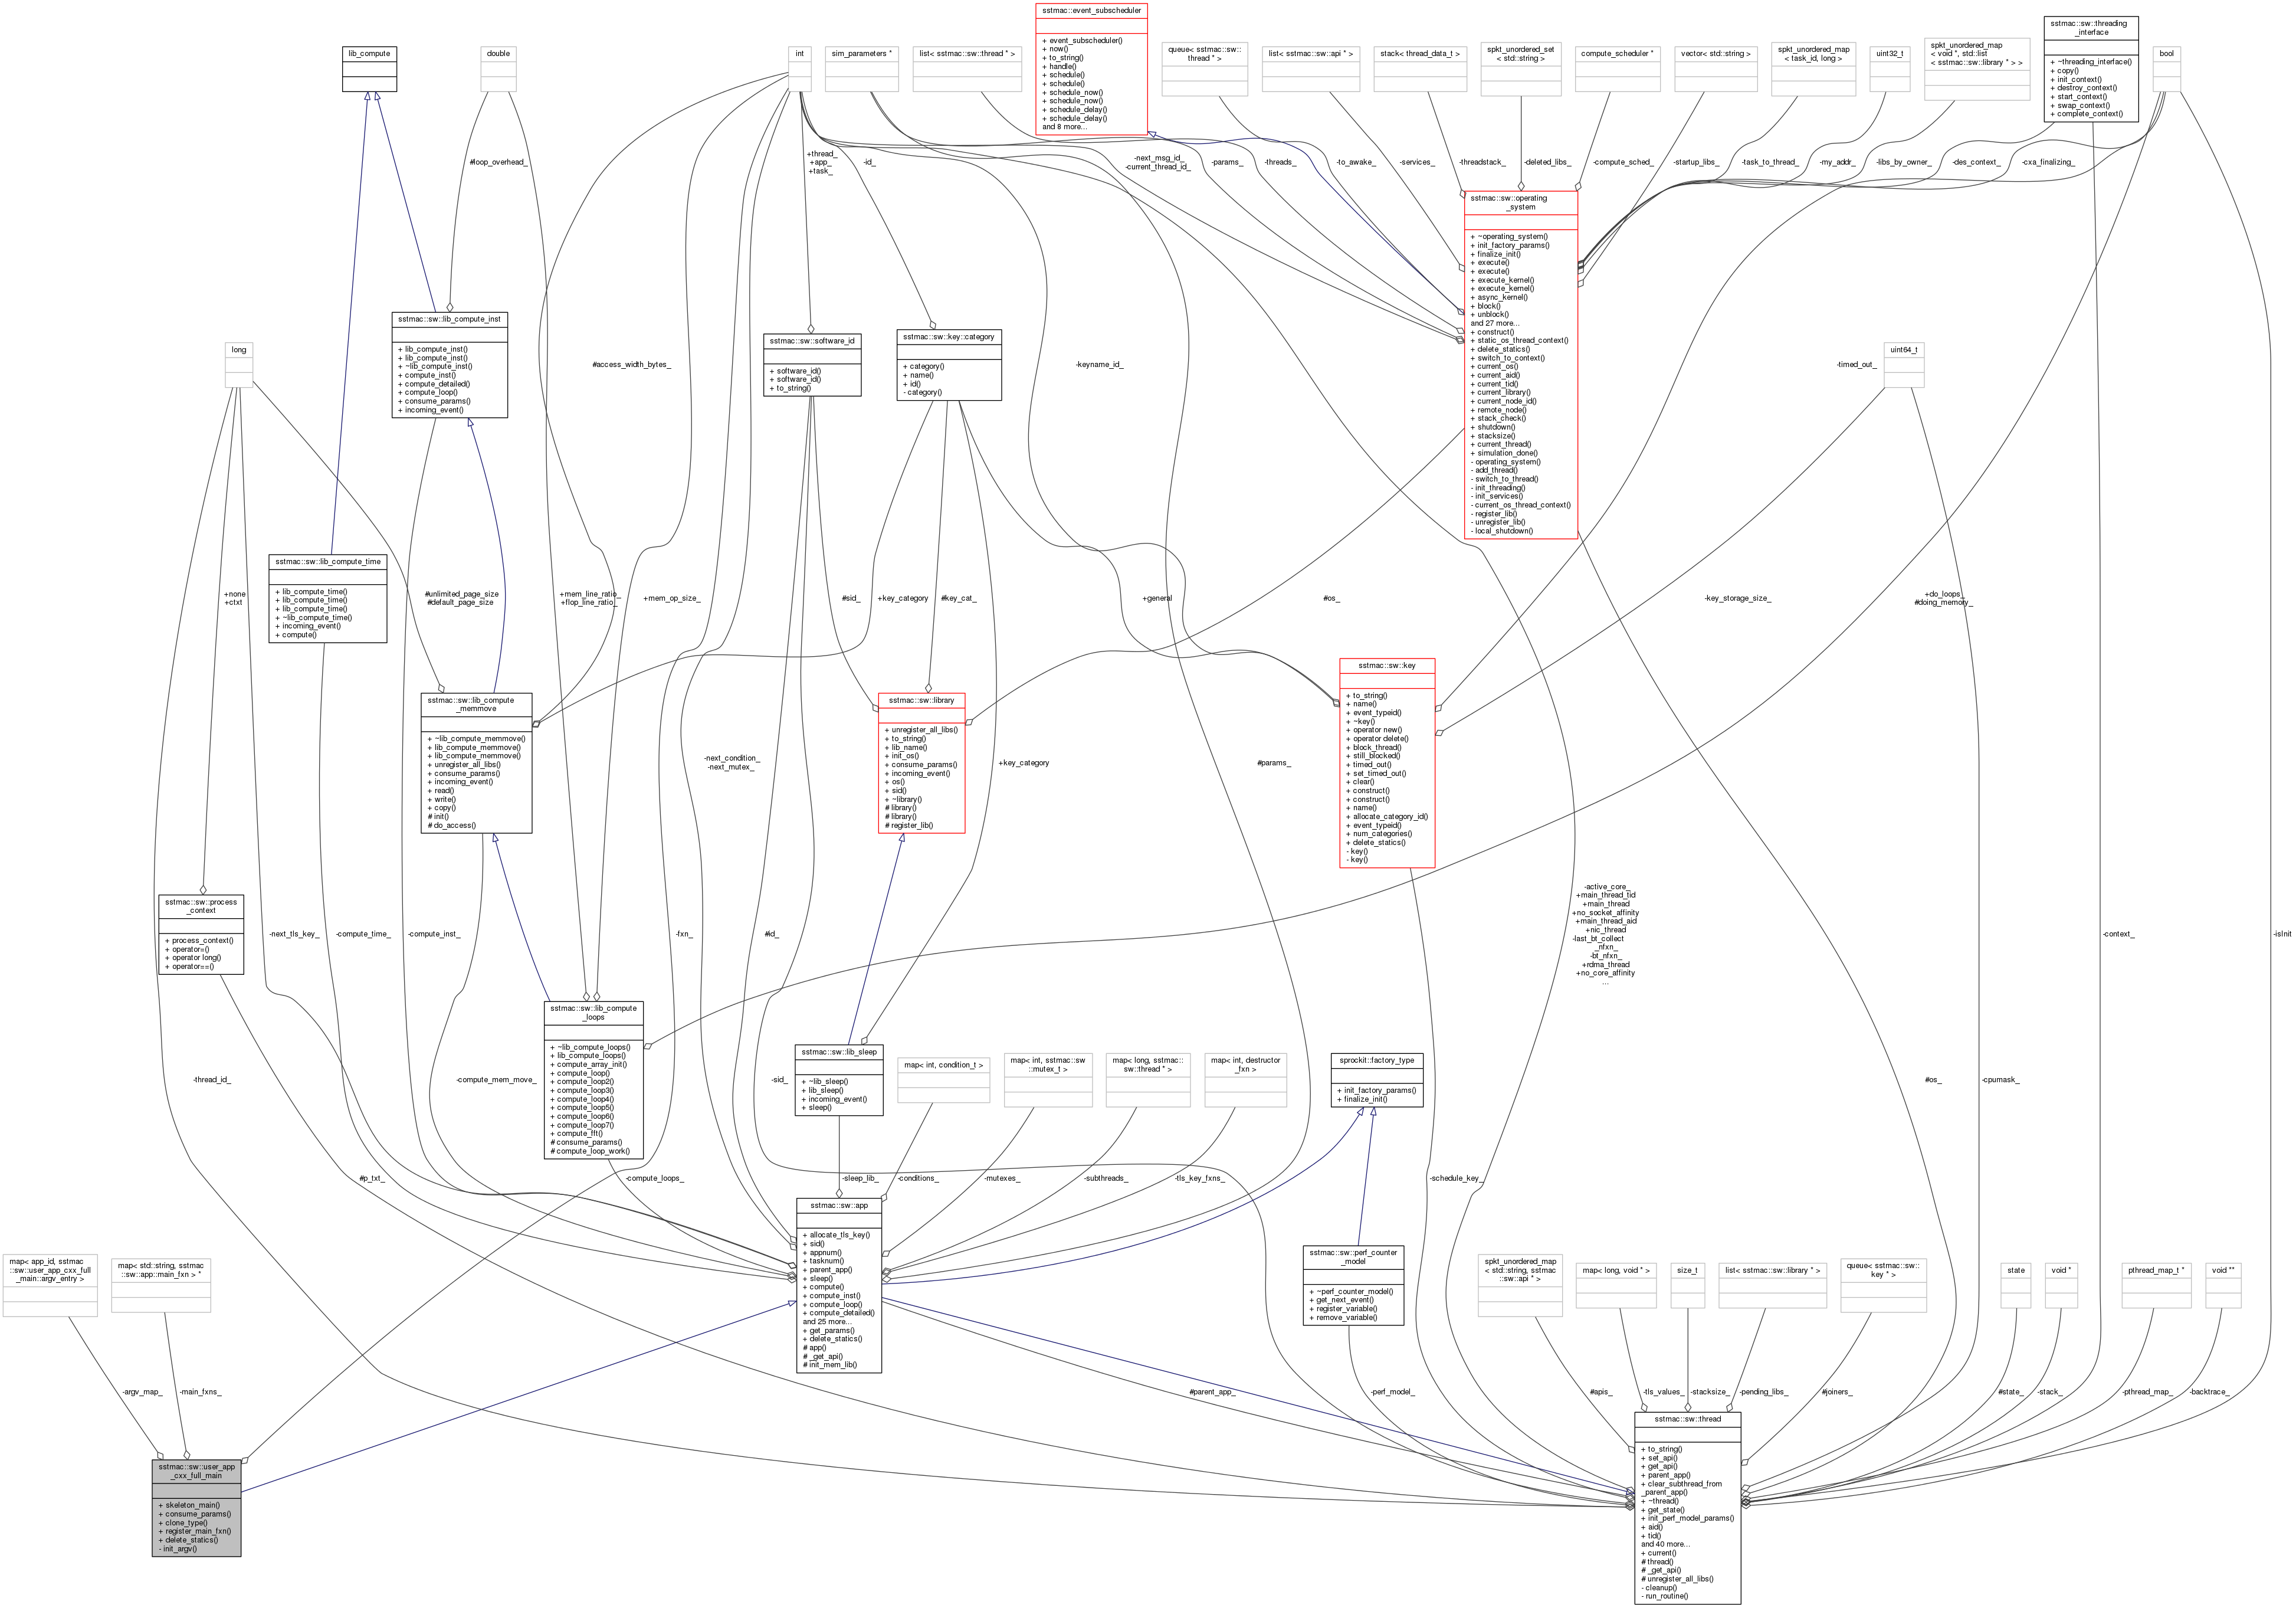 sstmac::event_subscheduler
+ event_subscheduler()
+ now()
+ to_string()
+ handle()
+ schedule()
+ schedule()
+ schedule_now()
+ schedule_now()
+ schedule_delay()
+ schedule_delay()
and 8 more...
sstmac::sw::threading
_interface
+ ~threading_interface()
+ copy()
+ init_context()
+ destroy_context()
+ start_context()
+ swap_context()
+ complete_context()
lib_compute
double
int
sim_parameters *
list< sstmac::sw::thread * >
queue< sstmac::sw::
thread * >
list< sstmac::sw::api * >
stack< thread_data_t >
spkt_unordered_set
< std::string >
compute_scheduler *
vector< std::string >
spkt_unordered_map
< task_id, long >
uint32_t
spkt_unordered_map
< void *, std::list
< sstmac::sw::library * > >
bool
#loop_overhead_
+thread_
+app_
+task_
-id_
-next_msg_id_
-current_thread_id_
-params_
-threads_
-to_awake_
-services_
-threadstack_
-deleted_libs_
-compute_sched_
-startup_libs_
-task_to_thread_
-my_addr_
-libs_by_owner_
-des_context_
-cxa_finalizing_
sstmac::sw::operating
_system
+ ~operating_system()
+ init_factory_params()
+ finalize_init()
+ execute()
+ execute()
+ execute_kernel()
+ execute_kernel()
+ async_kernel()
+ block()
+ unblock()
and 27 more...
+ construct()
+ static_os_thread_context()
+ delete_statics()
+ switch_to_context()
+ current_os()
+ current_aid()
+ current_tid()
+ current_library()
+ current_node_id()
+ remote_node()
+ stack_check()
+ shutdown()
+ stacksize()
+ current_thread()
+ simulation_done()
- operating_system()
- add_thread()
- switch_to_thread()
- init_threading()
- init_services()
- current_os_thread_context()
- register_lib()
- unregister_lib()
- local_shutdown()
sstmac::sw::lib_compute_inst
+ lib_compute_inst()
+ lib_compute_inst()
+ ~lib_compute_inst()
+ compute_inst()
+ compute_detailed()
+ compute_loop()
+ consume_params()
+ incoming_event()
sstmac::sw::software_id
+ software_id()
+ software_id()
+ to_string()
sstmac::sw::key::category
+ category()
+ name()
+ id()
- category()
long
uint64_t
#access_width_bytes_
-keyname_id_
-timed_out_
sstmac::sw::lib_compute_time
+ lib_compute_time()
+ lib_compute_time()
+ lib_compute_time()
+ ~lib_compute_time()
+ incoming_event()
+ compute()
+none
+ctxt
#unlimited_page_size
#default_page_size
+mem_line_ratio_
+flop_line_ratio_
+mem_op_size_
#sid_
+key_category
#key_cat_
+general
#os_
-key_storage_size_
+do_loops_
#doing_memory_
sstmac::sw::lib_compute
_memmove
+ ~lib_compute_memmove()
+ lib_compute_memmove()
+ lib_compute_memmove()
+ unregister_all_libs()
+ consume_params()
+ incoming_event()
+ read()
+ write()
+ copy()
# init()
# do_access()
sstmac::sw::library
+ unregister_all_libs()
+ to_string()
+ lib_name()
+ init_os()
+ consume_params()
+ incoming_event()
+ os()
+ sid()
+ ~library()
# library()
# library()
# register_lib()
sstmac::sw::key
+ to_string()
+ name()
+ event_typeid()
+ ~key()
+ operator new()
+ operator delete()
+ block_thread()
+ still_blocked()
+ timed_out()
+ set_timed_out()
+ clear()
+ construct()
+ construct()
+ name()
+ allocate_category_id()
+ event_typeid()
+ num_categories()
+ delete_statics()
- key()
- key()
-next_condition_
-next_mutex_
+key_category
#params_
sstmac::sw::process
_context
+ process_context()
+ operator=()
+ operator long()
+ operator==()
-next_tls_key_
-compute_time_
-compute_inst_
-fxn_
#id_
-active_core_
+main_thread_tid
+main_thread
+no_socket_affinity
+main_thread_aid
+nic_thread
-last_bt_collect
_nfxn_
-bt_nfxn_
+rdma_thread
+no_core_affinity
...
-context_
-isInit
sstmac::sw::lib_compute
_loops
+ ~lib_compute_loops()
+ lib_compute_loops()
+ compute_array_init()
+ compute_loop()
+ compute_loop2()
+ compute_loop3()
+ compute_loop4()
+ compute_loop5()
+ compute_loop6()
+ compute_loop7()
+ compute_fft()
# consume_params()
# compute_loop_work()
-thread_id_
-compute_mem_move_
-sid_
sstmac::sw::lib_sleep
+ ~lib_sleep()
+ lib_sleep()
+ incoming_event()
+ sleep()
map< int, condition_t >
map< int, sstmac::sw
::mutex_t >
map< long, sstmac::
sw::thread * >
map< int, destructor
_fxn >
sprockit::factory_type
+ init_factory_params()
+ finalize_init()
#os_
-cpumask_
#p_txt_
-compute_loops_
-sleep_lib_
-conditions_
-mutexes_
-subthreads_
-tls_key_fxns_
-schedule_key_
sstmac::sw::app
+ allocate_tls_key()
+ sid()
+ appnum()
+ tasknum()
+ parent_app()
+ sleep()
+ compute()
+ compute_inst()
+ compute_loop()
+ compute_detailed()
and 25 more...
+ get_params()
+ delete_statics()
# app()
# _get_api()
# init_mem_lib()
sstmac::sw::perf_counter
_model
+ ~perf_counter_model()
+ get_next_event()
+ register_variable()
+ remove_variable()
map< app_id, sstmac
::sw::user_app_cxx_full
_main::argv_entry >
map< std::string, sstmac
::sw::app::main_fxn > *
spkt_unordered_map
< std::string, sstmac
::sw::api * >
map< long, void * >
size_t
list< sstmac::sw::library * >
queue< sstmac::sw::
key * >
state
void *
pthread_map_t *
void **
-argv_map_
-main_fxns_
#parent_app_
-perf_model_
#apis_
-tls_values_
-stacksize_
-pending_libs_
#joiners_
#state_
-stack_
-pthread_map_
-backtrace_
sstmac::sw::user_app
_cxx_full_main
+ skeleton_main()
+ consume_params()
+ clone_type()
+ register_main_fxn()
+ delete_statics()
- init_argv()
sstmac::sw::thread
+ to_string()
+ set_api()
+ get_api()
+ parent_app()
+ clear_subthread_from
_parent_app()
+ ~thread()
+ get_state()
+ init_perf_model_params()
+ aid()
+ tid()
and 40 more...
+ current()
# thread()
# _get_api()
# unregister_all_libs()
- cleanup()
- run_routine()